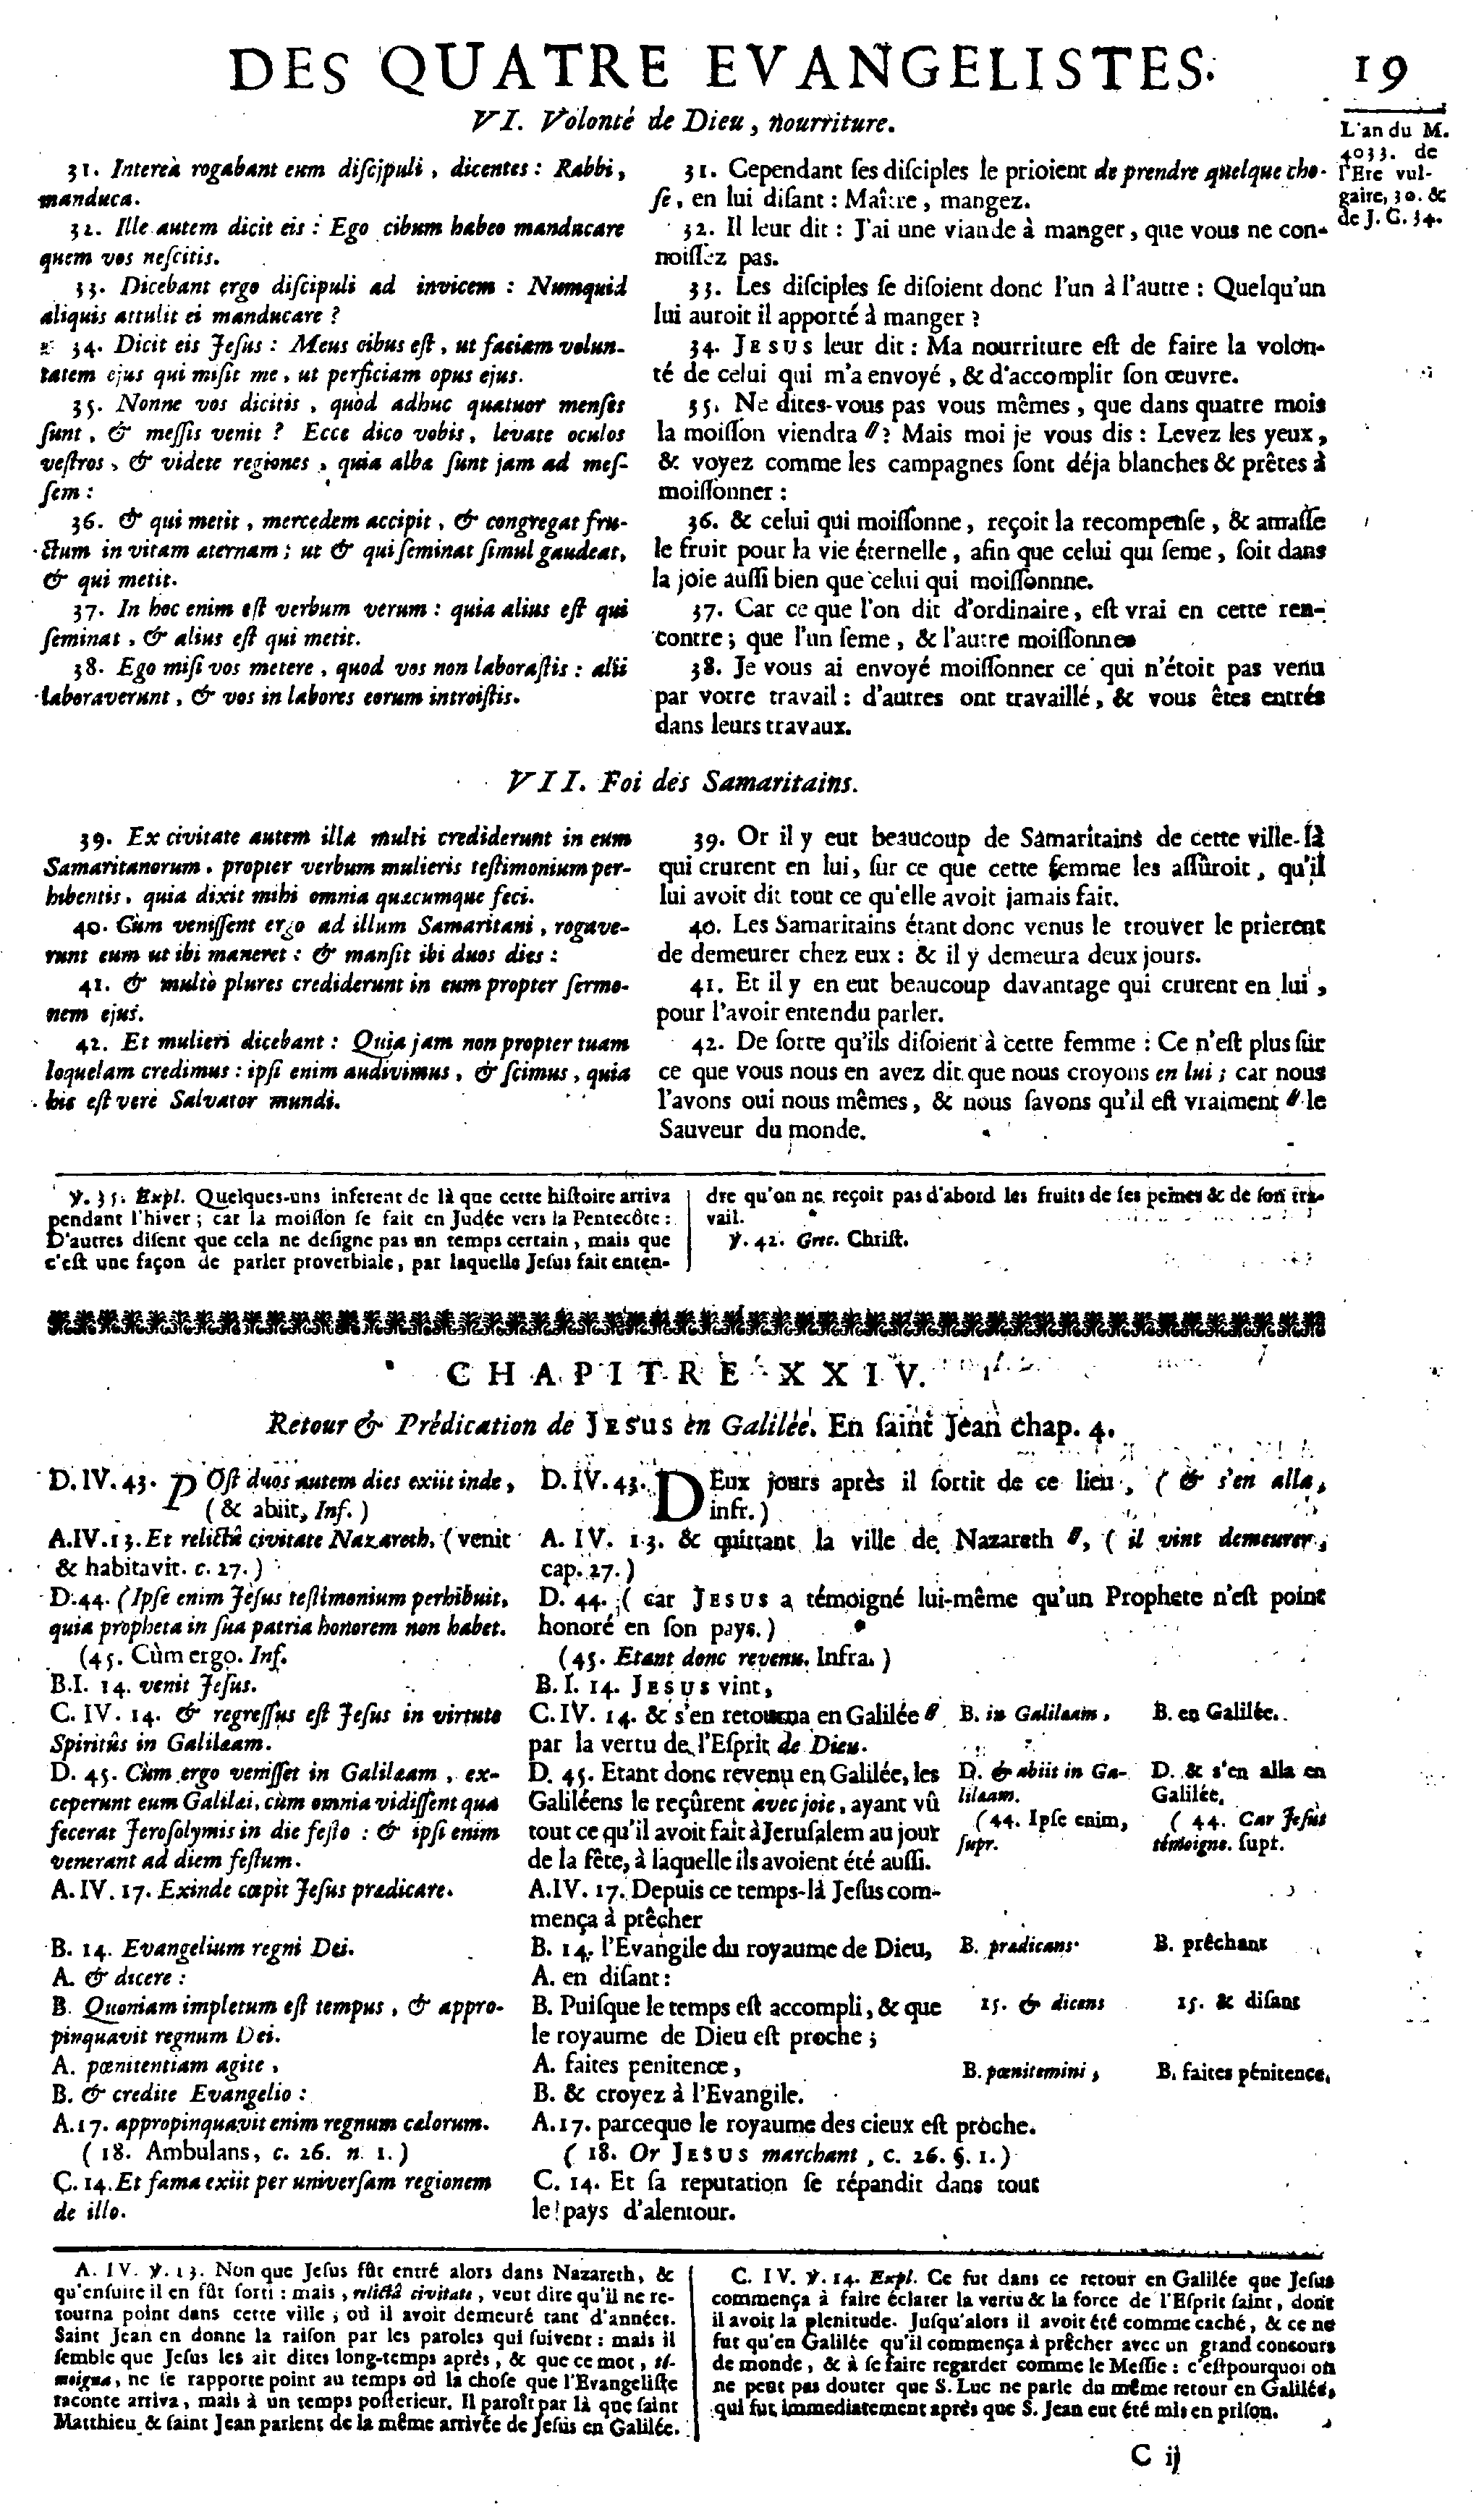 DES QUATRE EVANGELISTES. 19
L'an du M.
4033. de
l'Ere vul-
gaire, 30. &
de J. C. 34.
VI. Volonté de Dieu, nourriture.
31. Intereà rogabant eum discipuli, dicentes: Rabbi,
manduca.
32. Ille autem dicit eis: Ego cibum habeo manducare
quem vos nescitis.
33. Dicebant ergo discipuli ad invicem: Numquid
aliquis attulit ei manducare?
34. Dicit eis Jesus: Meus cibus est, ut faciam volun-
tatem ejus qui misit me, ut perficiam opus ejus.
35. Nonne vos dicitis, quòd adhuc quatuor menses
sunt, & messis venit? Ecce dico vobis, levate oculos
vestros, & videte regiones, quia alba sunt jam ad mes-
sem:
36. & qui metit, mercedem accipit, & congregat fru-
ctum in vitam æternam; ut & qui seminat simul gaudeat,
& qui metit.
37. In hoc enim est verbum verum: quia alius est qui
seminat, & alius est qui metit.
38. Ego misi vos metere, quod vos non laborastis: alii
laboraverunt, & vos in labores eorum introistis.
31. Cependant ses disciples le prioient de prendre quelque cho-
se, en lui disant: Maître, mangez.
32. Il leur dit: J'ai une viande à manger, que vous ne con-
noissez pas.
33. Les disciples se disoient donc l'un à l'autre: Quelqu'un
lui auroit il apporté à manger?
34. JESUS leur dit: Ma nourriture est de faire la volon-
té de celui qui m'a envoyé, & d'accomplir son œuvre.
35. Ne dites-vous pas vous mêmes, que dans quatre mois
la moisson viendra ∥? Mais moi je vous dis: Levez les yeux,
& voyez comme les campagnes sont déja blanches & prêtes à
moissonner:
36. & celui qui moissonne, reçoit la recompense, & amasse
le fruit pour la vie éternelle, afin que celui qui seme, soit dans
la joie aussi bien que celui qui moissonnne.
37. Car ce que l'on dit d'ordinaire, est vrai en cette ren-
contre; que l'un seme, & l'autre moissonne.
38. Je vous ai envoyé moissonner ce qui n'étoit pas venu
par votre travail: d'autres ont travaillé, & vous êtes entrés
dans leurs travaux.
VII. Foi des Samaritains.
39. Ex civitate autem illa multi crediderunt in eum
Samaritanorum, propter verbum mulieris testimonium per-
hibentis, quia dixit mihi omnia quæcumque feci.
40. Cùm venissent ergo ad illum Samaritani, rogave-
runt eum ut ibi maneret: & mansit ibi duos dies:
41. & multò plures crediderunt in eum propter sermo-
nem ejus.
42. Et mulieri dicebant: Quia jam non propter tuam
loquelam credimus: ipsi enim audivimus, & scimus, quia
hic est verè Salvator mundi.
39. Or il y eut beaucoup de Samaritains de cette ville-là
qui crurent en lui, sur ce que cette femme les assûroit, qu'il
lui avoit dit tout ce qu'elle avoit jamais fait.
40. Les Samaritains étant donc venus le trouver le prierent
de demeurer chez eux: & il y demeura deux jours.
41. Et il y en eut beaucoup davantage qui crurent en lui,
pour l'avoir entendu parler.
42. De sorte qu'ils disoient à cette femme: Ce n'est plus sur
ce que vous nous en avez dit que nous croyons en lui; car nous
l'avons oui nous mêmes, & nous savons qu'il est vraiment ∥ le
Sauveur du monde.
℣. 35. Expl. Quelques-uns inferent de là que cette histoire arriva
pendant l'hiver; car la moisson se fait en Judée vers la Pentecôte:
D'autres disent que cela ne designe pas un temps certain, mais que
c'est une façon de parler proverbiale, par laquelle Jesus fait enten-
dre qu'on ne reçoit pas d'abord les fruits de ses peines & de son tra-
vail.
℣. 42. Grec. Christ.
CHAPITRE XXIV.
Retour & Prédication de JESUS en Galilée. En saint Jean chap. 4.
D. IV. 43. POst duos autem dies exiit inde,
(& abiit, Inf.)
A. IV. 13. Et relictâ civitate Nazareth, (venit
& habitavit. c. 27.)
D. 44. (Ipse enim Jesus testimonium perhibuit,
quia propheta in sua patria honorem non habet.
(45. Cùm ergo. Inf.
B. I. 14. venit Jesus.
C. IV. 14. & regressus est Jesus in virtute
Spiritûs in Galilæam.
D. 45. Cùm ergo venisset in Galilæam, ex-
ceperunt eum Galilæi, cùm omnia vidissent quæ
fecerat Jerosolymis in die festo: & ipsi enim
venerant ad diem festum.
A. IV. 17. Exinde cœpit Jesus prædicare.
B. 14. Evangelium regni Dei.
A. & dicere:
B. Quoniam impletum est tempus, & appro-
pinquavit regnum Dei.
A. pœnitentiam agite,
B. & credite Evangelio:
A. 17. appropinquavit enim regnum cælorum.
(18. Ambulans, c. 26. n. 1.)
C. 14. Et fama exiit per universam regionem
de illo.
D. IV. 43. DEux jours après il sortit de ce lieu, (& s'en alla,
infr.)
A. IV. 13. & quittant la ville de Nazareth ∥, (il vint demeurer,
cap. 27.)
D. 44. (car JESUS a témoigné lui-même qu'un Prophete n'est point
honoré en son pays.)
(45. Etant donc revenu. Infra.)
B. I. 14. JESUS vint,
C. IV. 14. & s'en retourna en Galilée ∥
par la vertu de l'Esprit de Dieu.
D. 45. Etant donc revenu en Galilée, les
Galiléens le reçûrent avec joie, ayant vû
tout ce qu'il avoit fait à Jerusalem au jour
de la fête, à laquelle ils avoient été aussi.
A. IV. 17. Depuis ce temps-là Jesus com-
mença à prêcher
B. 14. l'Evangile du royaume de Dieu,
A. en disant:
B. Puisque le temps est accompli, & que
le royaume de Dieu est proche;
A. faites penitence,
B. & croyez à l'Evangile.
A. 17. parceque le royaume des cieux est proche.
(18. Or JESUS marchant, c. 26. §. 1.)
C. 14. Et sa reputation se répandit dans tout
le pays d'alentour.
B. in Galilæam,
D. & abiit in Ga-
lilæam.
(44. Ipse enim,
supr.
B. prædicans
15. & dicens
B. pœnitemini,
B. en Galilée.
D. & s'en alla en
Galilée,
(44. Car Jesus
témoigne. supr.
B. prêchant
15. & disant
B. faites pénitence,
A. IV. ℣. 13. Non que Jesus fût entré alors dans Nazareth, &
qu'ensuite il en fût sorti: mais, relictâ civitate, veut dire qu'il ne re-
tourna point dans cette ville, où il avoit demeuré tant d'années.
Saint Jean en donne la raison par les paroles qui suivent: mais il
semble que Jesus les ait dites long-temps après, & que ce mot, té-
moigna, ne se rapporte point au temps où la chose que l'Evangeliste
raconte arriva, mais à un temps posterieur. Il paroît par là que saint
Matthieu & saint Jean parlent de la même arrivée de Jesus en Galilée.
C. IV. ℣. 14. Expl. Ce fut dans ce retour en Galilée que Jesus
commença à faire éclater la vertu & la force de l'Esprit saint, dont
il avoit la plenitude. Jusqu'alors il avoit été comme caché, & ce ne
fut qu'en Galilée qu'il commença à prêcher avec un grand concours
de monde, & à se faire regarder comme le Messie: c'estpourquoi on
ne peut pas douter que S. Luc ne parle du même retour en Galilée,
qui fut immediatement après que S. Jean eut été mis en prison.
C ij